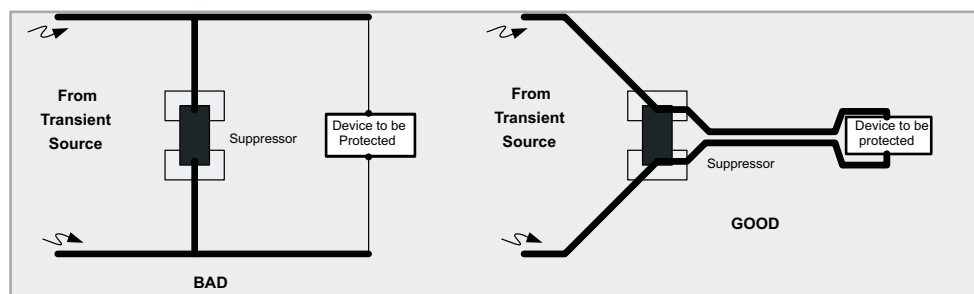 From
Transient
Source
Suppressor
Device to be
Protected
BAD
From
Transient
Source
Suppressor
Device to be
protected
GOOD